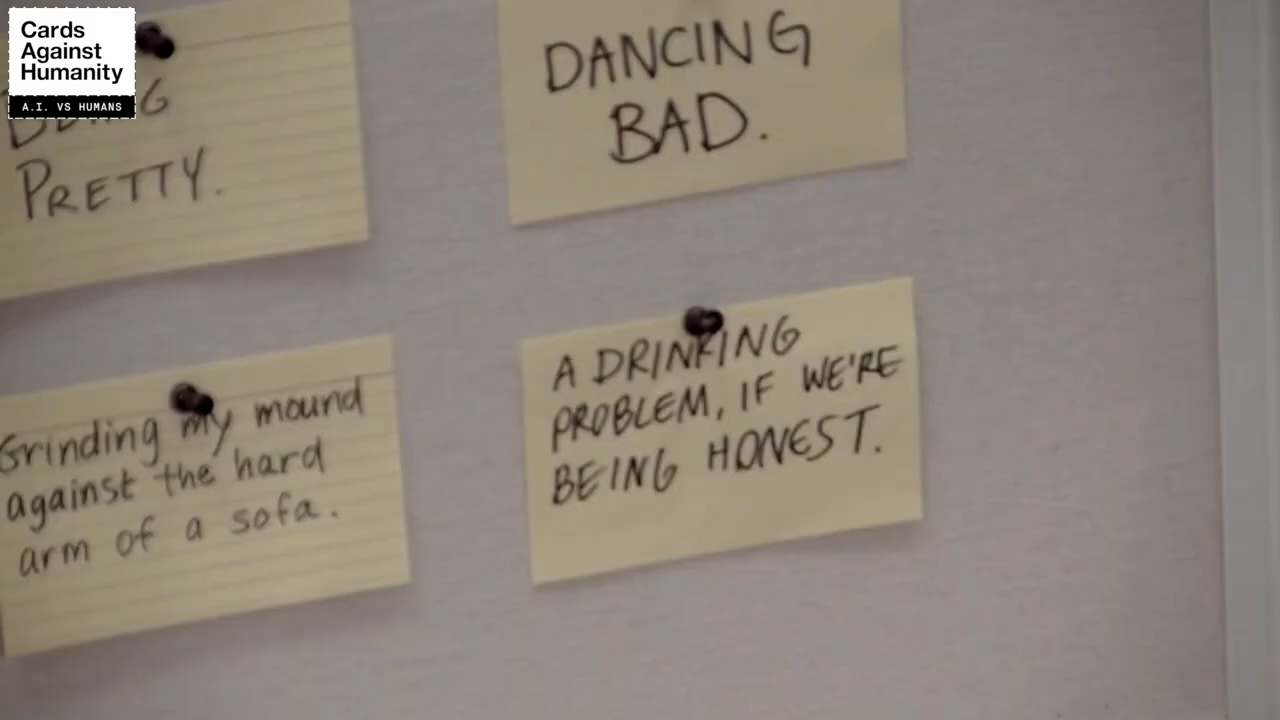 Cards
Against
Humanity
A.I. VS HUMANS
BEING
PRETTY.
DANCING
BAD.
Grinding my mound
against the hard
arm of a sofa.
A DRINKING
PROBLEM, IF WE'RE
BEING HONEST.